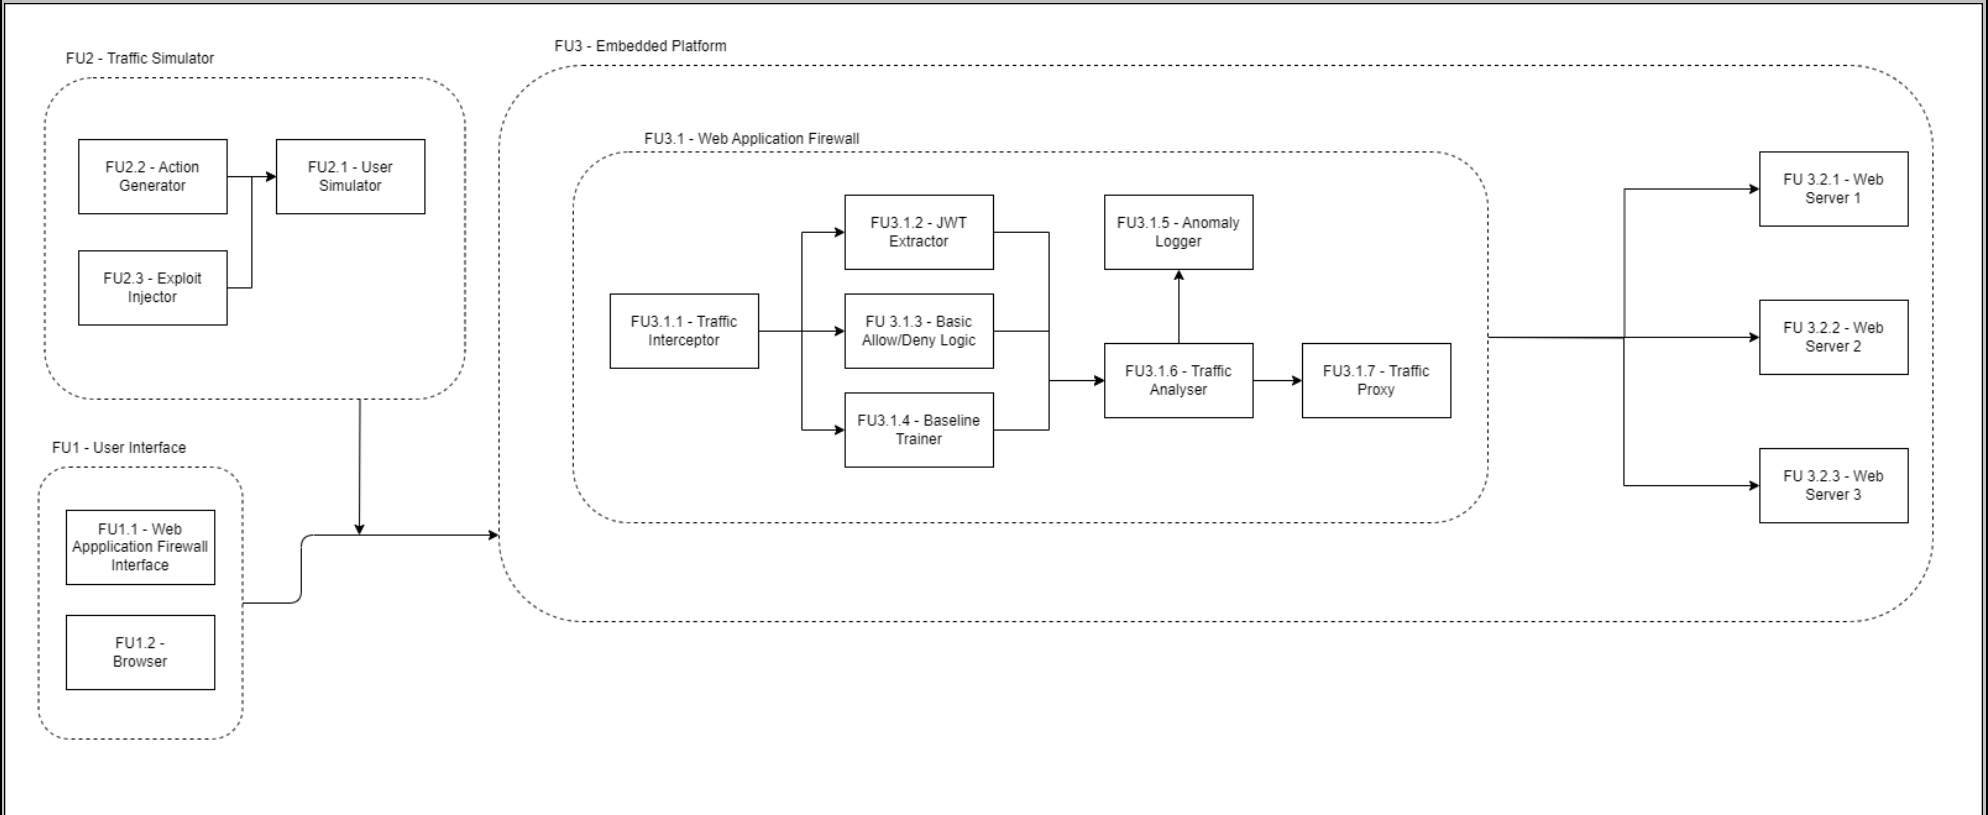 FU2 - Traffic Simulator
FU2.2 - Action
Generator
FU2.1 - User
Simulator
FU2.3 - Exploit
Injector
FU1 - User Interface
FU1.1 - Web
Appplication Firewall
Interface
FU1.2 -
Browser
FU3 - Embedded Platform
FU3.1 - Web Application Firewall
FU3.1.1 - Traffic
Interceptor
FU3.1.2 - JWT
Extractor
FU 3.1.3 - Basic
Allow/Deny Logic
FU3.1.4 - Baseline
Trainer
FU3.1.5 - Anomaly
Logger
FU3.1.6 - Traffic
Analyser
FU3.1.7 - Traffic
Proxy
FU 3.2.1 - Web
Server 1
FU 3.2.2 - Web
Server 2
FU 3.2.3 - Web
Server 3